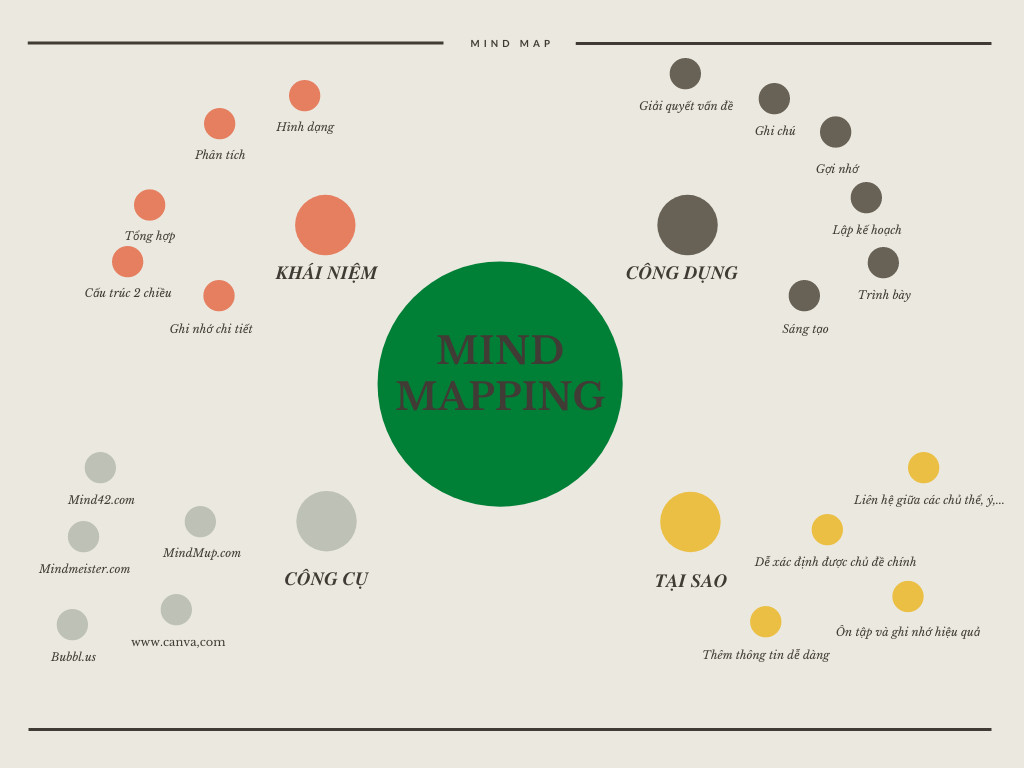 MIND MAP
Hình dạng
Phân tích
Tổng hợp
Cấu trúc 2 chiều
Ghi nhớ chi tiết
KHÁI NIỆM
Giải quyết vấn đề
Ghi chú
Gợi nhớ
Lập kế hoạch
Trình bày
Sáng tạo
CÔNG DỤNG
MIND
MAPPING
Mind42.com
MindMup.com
Mindmeister.com
www.canva,com
Bubbl.us
CÔNG CỤ
TẠI SAO
Liên hệ giữa các chủ thể, ý,...
Dễ xác định được chủ đề chính
Ôn tập và ghi nhớ hiệu quả
Thêm thông tin dễ dàng